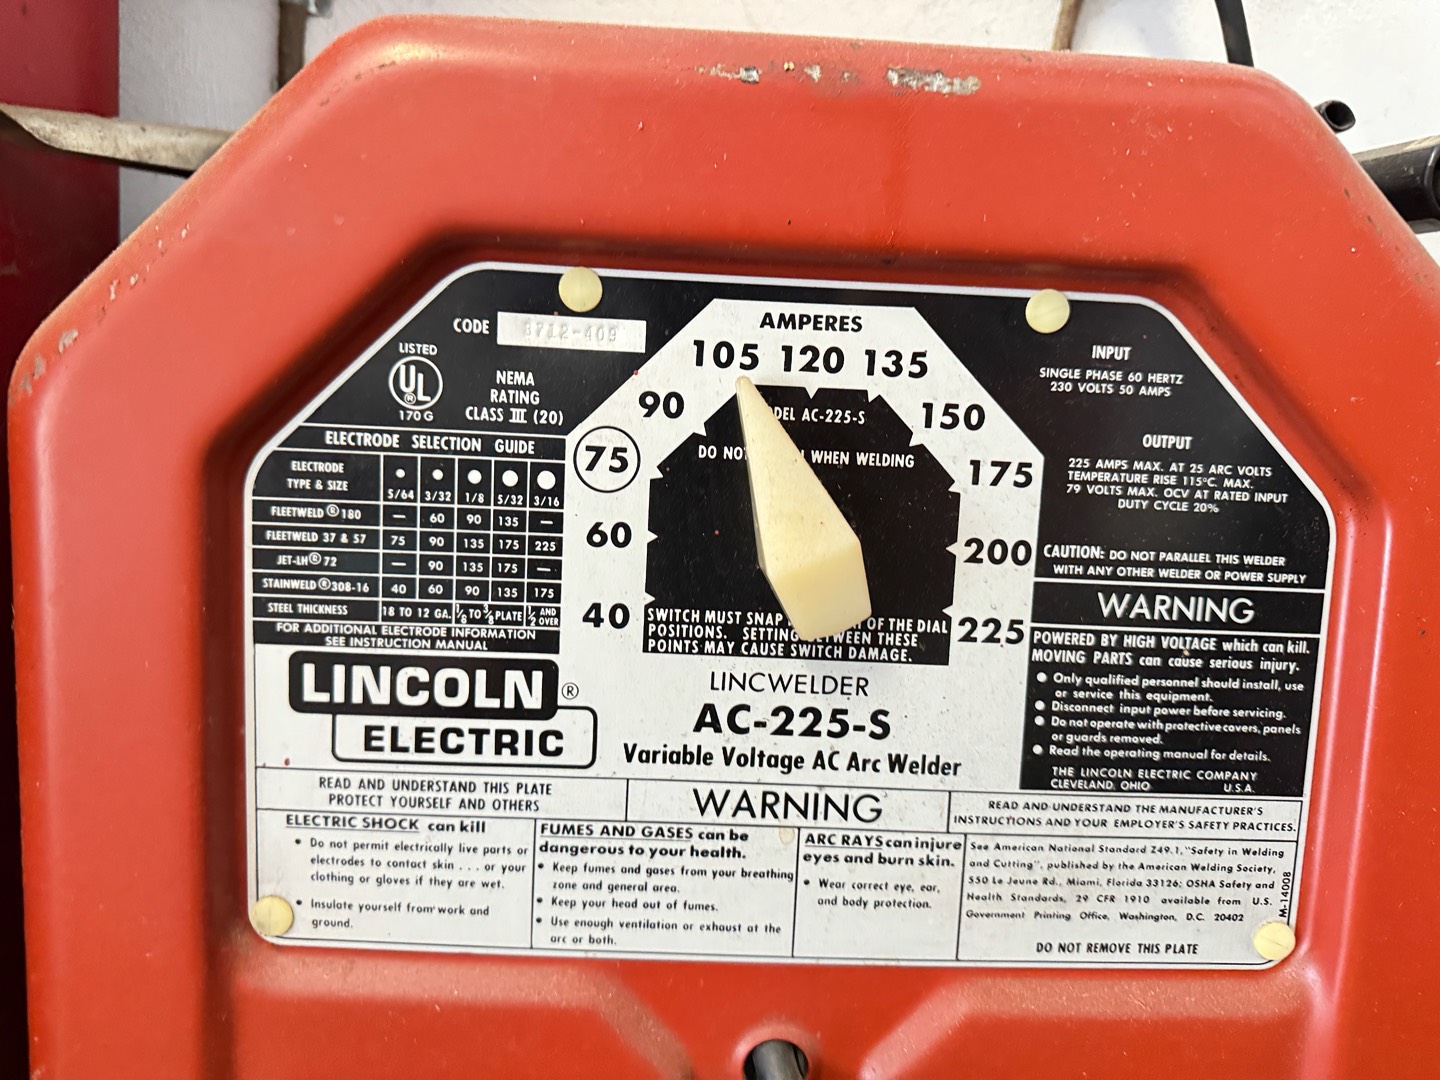 CODE 8712-409
LISTED
UL ®
170 G
NEMA
RATING
CLASS III (20)
AMPERES
40 60 75 90 105 120 135 150 175 200 225
MODEL AC-225-S
DO NOT WHEN WELDING
SWITCH MUST SNAP OF THE DIAL
POSITIONS. SETTING BETWEEN THESE
POINTS MAY CAUSE SWITCH DAMAGE.
ELECTRODE SELECTION GUIDE
ELECTRODE TYPE & SIZE 5/64 3/32 1/8 5/32 3/16
FLEETWELD ® 180 — 60 90 135 —
FLEETWELD 37 & 57 75 90 135 175 225
JET-LH ® 72 — 90 135 175 —
STAINWELD ® 308-16 40 60 90 135 175
STEEL THICKNESS 18 TO 12 GA. 1/8 TO 3/8 PLATE 1/2 AND OVER
FOR ADDITIONAL ELECTRODE INFORMATION
SEE INSTRUCTION MANUAL
LINCOLN ®
ELECTRIC
LINCWELDER
AC-225-S
Variable Voltage AC Arc Welder
INPUT
SINGLE PHASE 60 HERTZ
230 VOLTS 50 AMPS
OUTPUT
225 AMPS MAX. AT 25 ARC VOLTS
TEMPERATURE RISE 115°C. MAX.
79 VOLTS MAX. OCV AT RATED INPUT
DUTY CYCLE 20%
CAUTION: DO NOT PARALLEL THIS WELDER
WITH ANY OTHER WELDER OR POWER SUPPLY
WARNING
POWERED BY HIGH VOLTAGE which can kill.
MOVING PARTS can cause serious injury.
• Only qualified personnel should install, use
or service this equipment.
• Disconnect input power before servicing.
• Do not operate with protective covers, panels
or guards removed.
• Read the operating manual for details.
THE LINCOLN ELECTRIC COMPANY
CLEVELAND, OHIO U.S.A.
READ AND UNDERSTAND THIS PLATE
PROTECT YOURSELF AND OTHERS
WARNING
READ AND UNDERSTAND THE MANUFACTURER'S
INSTRUCTIONS AND YOUR EMPLOYER'S SAFETY PRACTICES.
ELECTRIC SHOCK can kill
• Do not permit electrically live parts or
electrodes to contact skin . . . or your
clothing or gloves if they are wet.
• Insulate yourself from work and
ground.
FUMES AND GASES can be
dangerous to your health.
• Keep fumes and gases from your breathing
zone and general area.
• Keep your head out of fumes.
• Use enough ventilation or exhaust at the
arc or both.
ARC RAYS can injure
eyes and burn skin.
• Wear correct eye, ear,
and body protection.
See American National Standard Z49.1, "Safety in Welding
and Cutting", published by the American Welding Society,
550 Le Jeune Rd., Miami, Florida 33126; OSHA Safety and
Health Standards, 29 CFR 1910 available from U.S.
Government Printing Office, Washington, D.C. 20402
DO NOT REMOVE THIS PLATE
M-14008